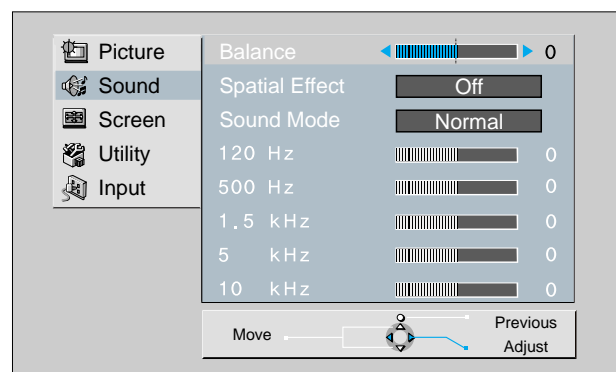 Picture
Sound
Screen
Utility
Input
Balance 0
Spatial Effect Off
Sound Mode Normal
120 Hz 0
500 Hz 0
1.5 kHz 0
5 kHz 0
10 kHz 0
Move
Previous
Adjust